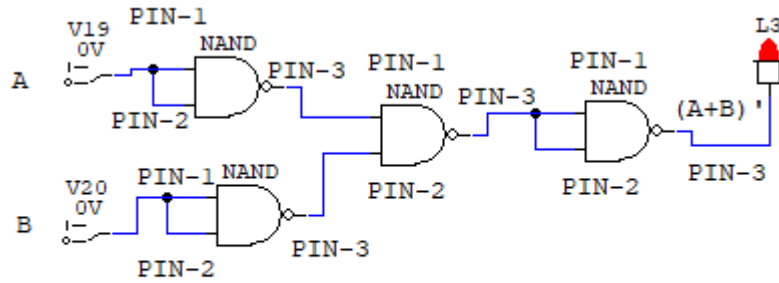 PIN-1
V19
0V
NAND
A
PIN-3
PIN-2
PIN-1
NAND
PIN-3
PIN-2
PIN-1
NAND
L3
(A+B)'
PIN-2
PIN-3
V20
0V
PIN-1
NAND
B
PIN-3
PIN-2